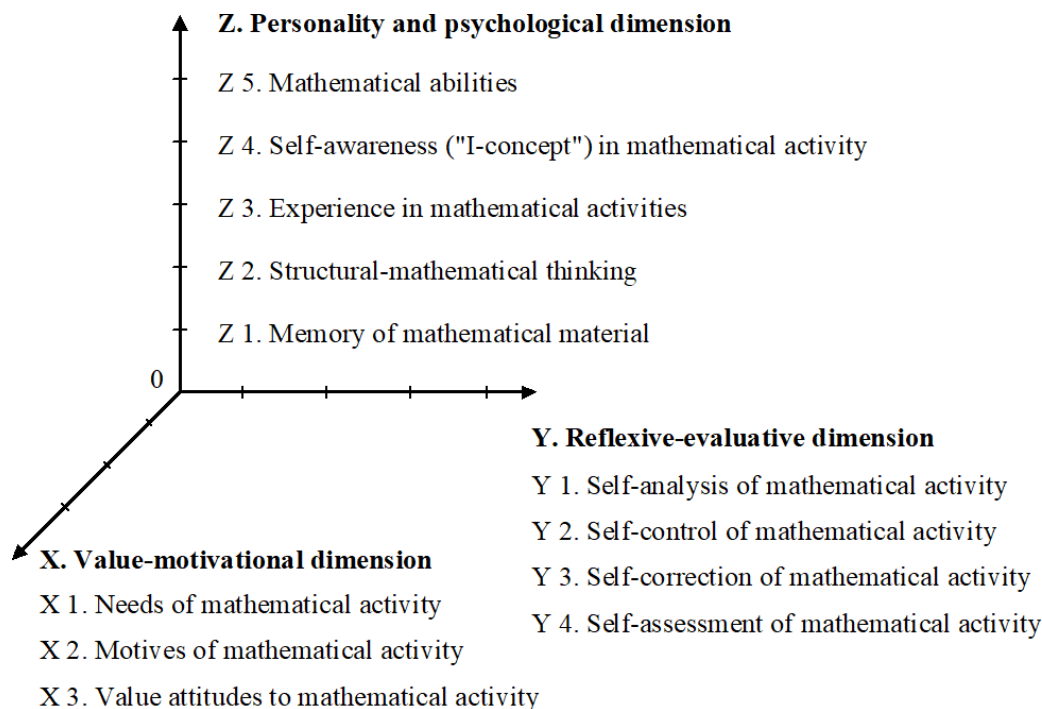 Z. Personality and psychological dimension
Z 5. Mathematical abilities
Z 4. Self-awareness ("I-concept") in mathematical activity
Z 3. Experience in mathematical activities
Z 2. Structural-mathematical thinking
Z 1. Memory of mathematical material
0
Y. Reflexive-evaluative dimension
Y 1. Self-analysis of mathematical activity
Y 2. Self-control of mathematical activity
Y 3. Self-correction of mathematical activity
Y 4. Self-assessment of mathematical activity
X. Value-motivational dimension
X 1. Needs of mathematical activity
X 2. Motives of mathematical activity
X 3. Value attitudes to mathematical activity